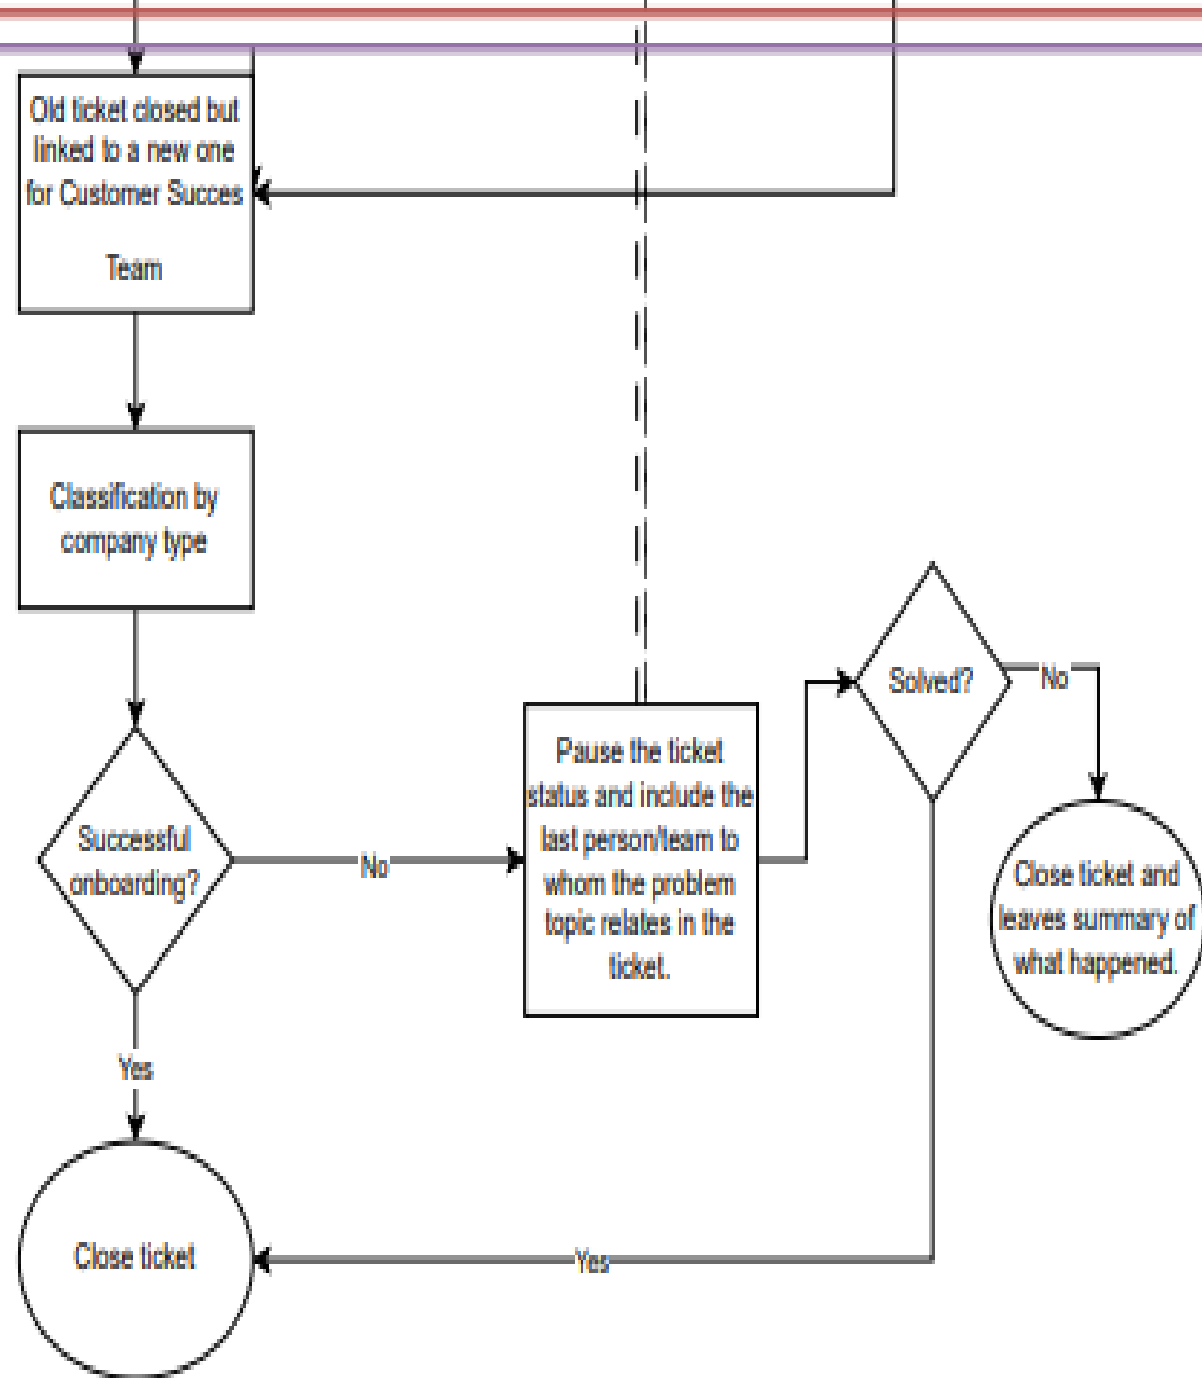 Old ticket closed but
linked to a new one
for Customer Succes
Team
Classification by
company type
Successful
onboarding?
No
Pause the ticket
status and include the
last person/team to
whom the problem
topic relates in the
ticket.
Solved?
No
Close ticket and
leaves summary of
what happened.
Yes
Close ticket
Yes